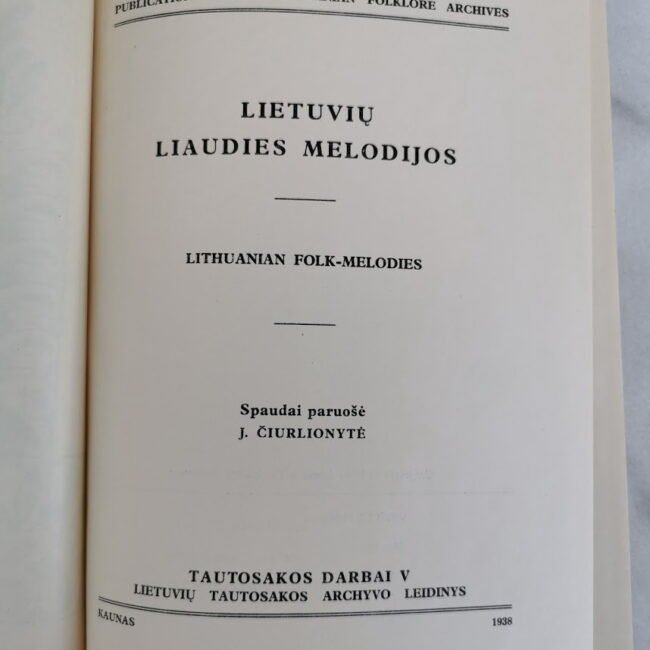 FOLKLORE ARCHIVES
LIETUVIŲ
LIAUDIES MELODIJOS
LITHUANIAN FOLK-MELODIES
Spaudai paruošė
J. ČIURLIONYTĖ
TAUTOSAKOS DARBAI V
LIETUVIŲ TAUTOSAKOS ARCHYVO LEIDINYS
KAUNAS 1938